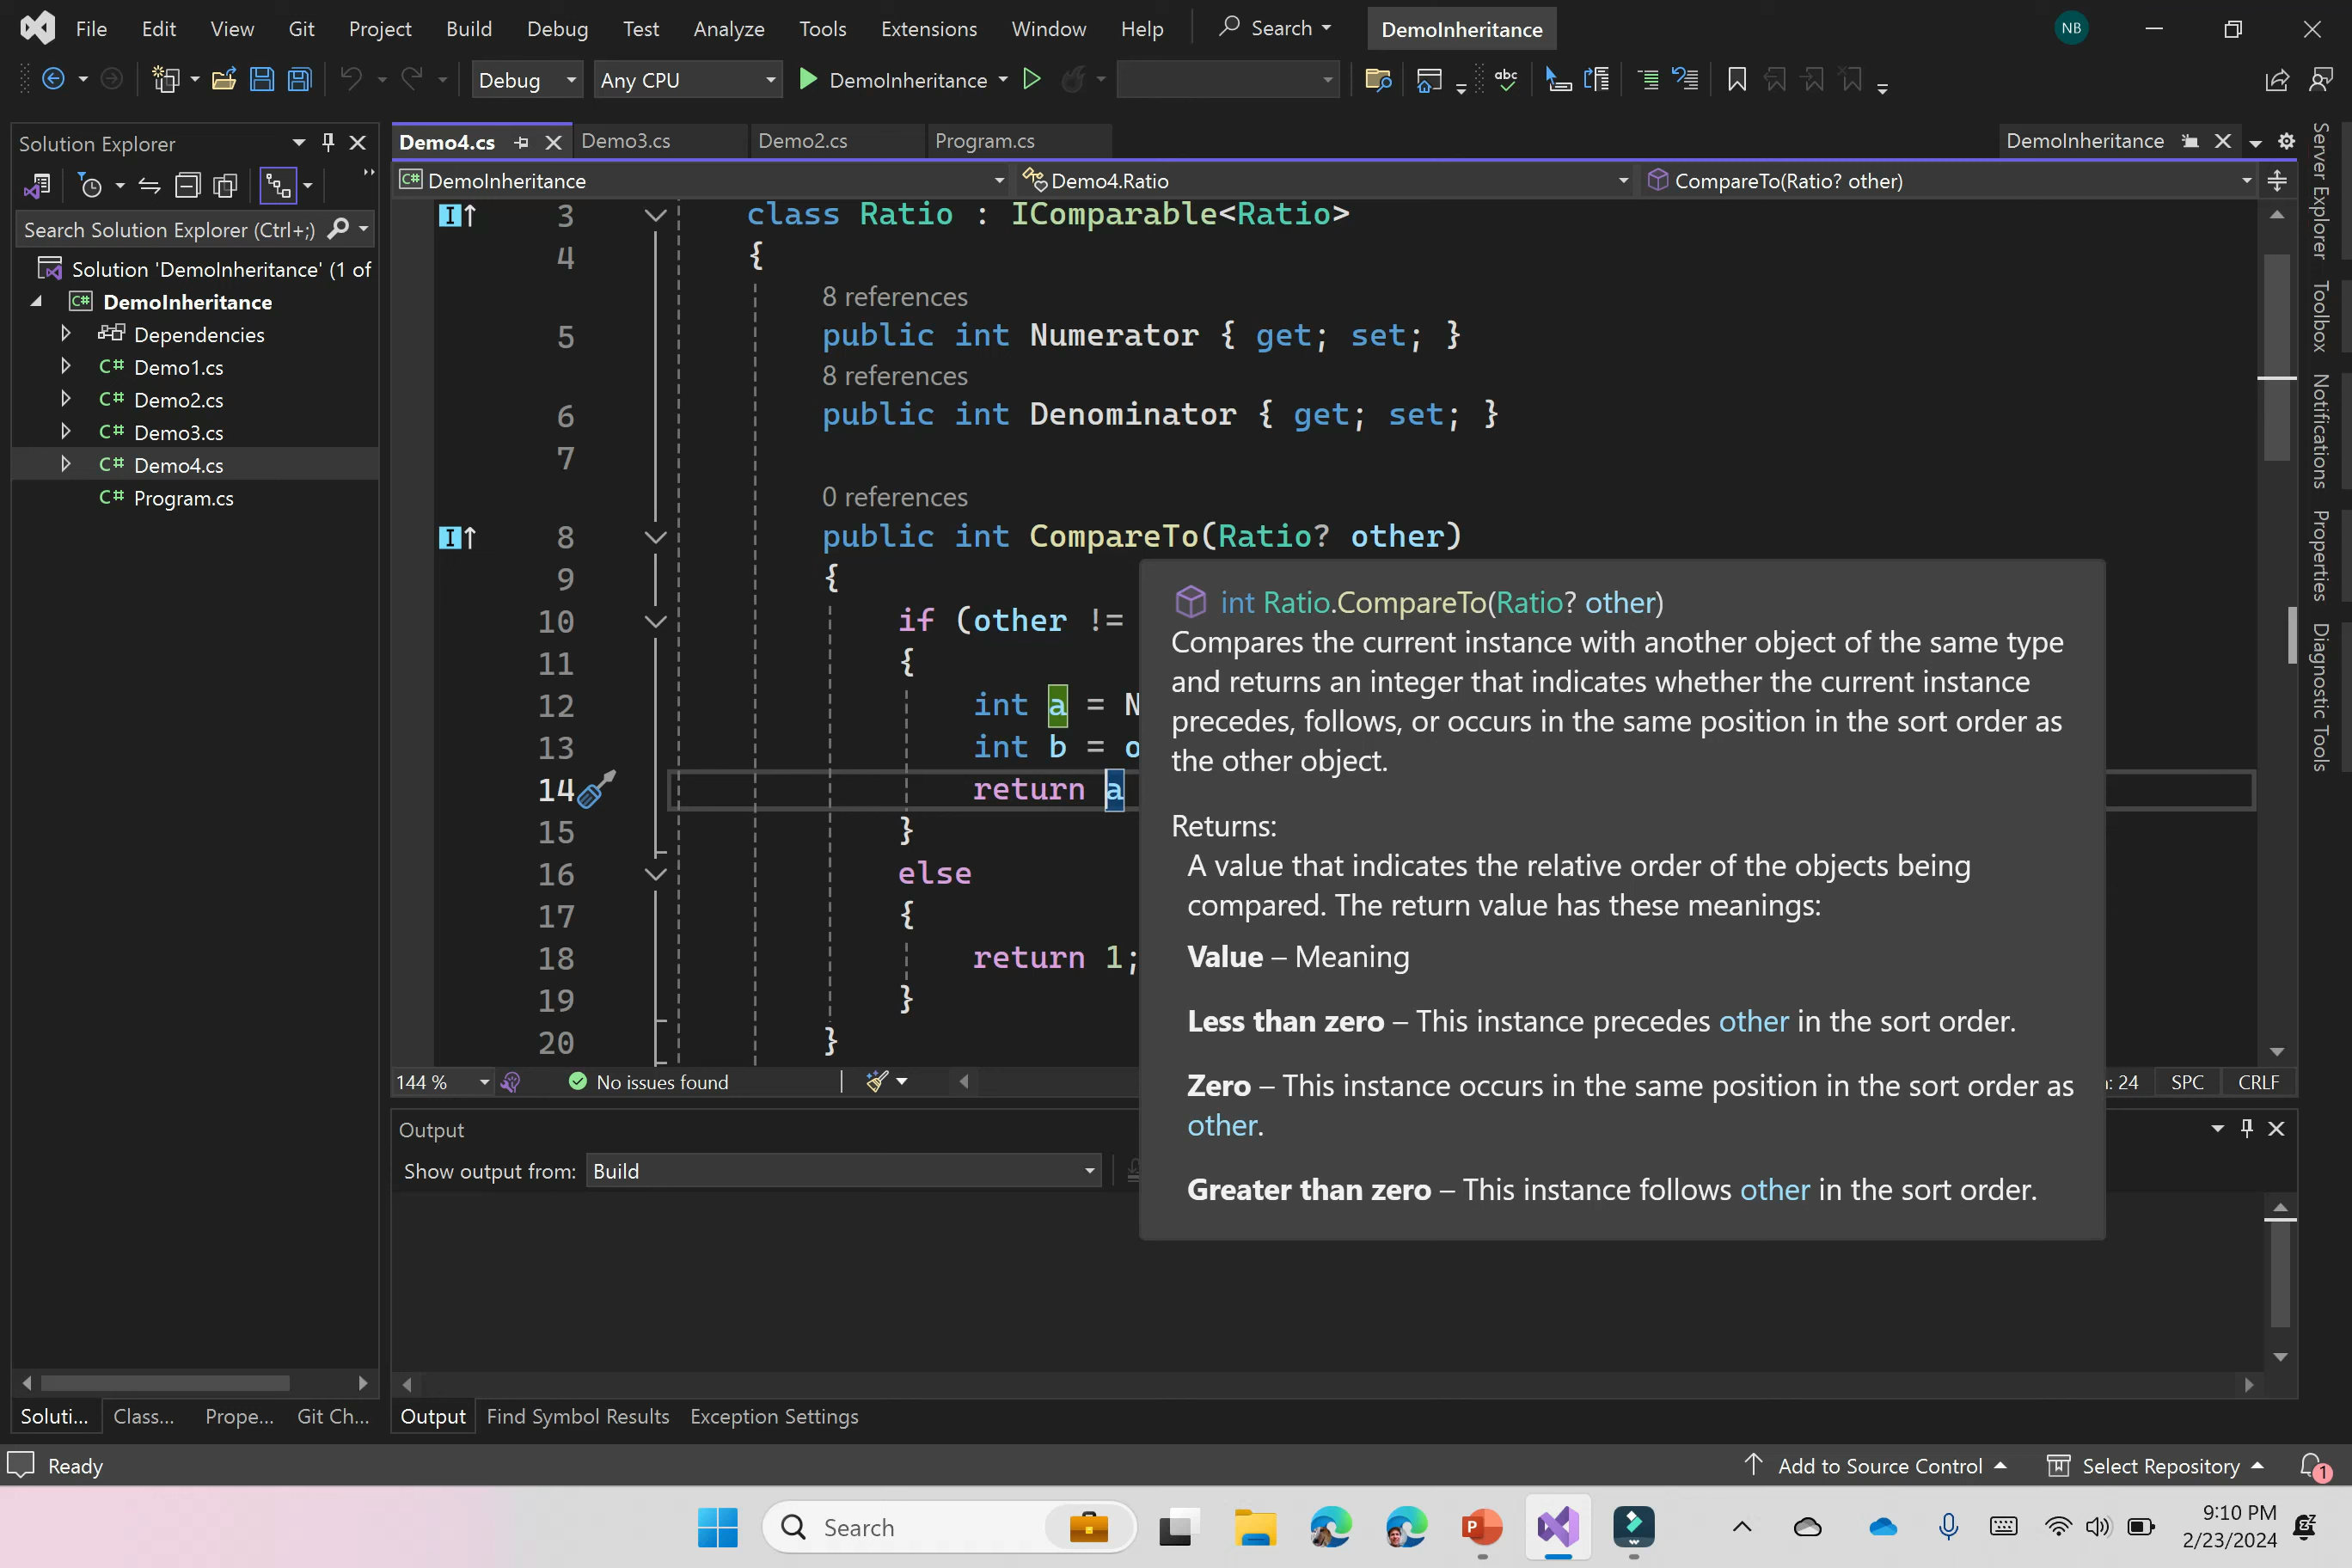 File Edit View Git Project Build Debug Test Analyze Tools Extensions Window Help Search DemoInheritance NB
Debug Any CPU DemoInheritance
Solution Explorer
Search Solution Explorer (Ctrl+;)
Solution 'DemoInheritance' (1 of
C# DemoInheritance
Dependencies
C# Demo1.cs
C# Demo2.cs
C# Demo3.cs
C# Demo4.cs
C# Program.cs
Demo4.cs Demo3.cs Demo2.cs Program.cs DemoInheritance
C# DemoInheritance Demo4.Ratio CompareTo(Ratio? other)
3 class Ratio : IComparable<Ratio>
4 {
8 references
5 public int Numerator { get; set; }
8 references
6 public int Denominator { get; set; }
7
0 references
8 public int CompareTo(Ratio? other)
9 {
10 if (other !=
11 {
12 int a = N
13 int b = o
14 return a
15 }
16 else
17 {
18 return 1;
19 }
20 }
int Ratio.CompareTo(Ratio? other)
Compares the current instance with another object of the same type
and returns an integer that indicates whether the current instance
precedes, follows, or occurs in the same position in the sort order as
the other object.
Returns:
A value that indicates the relative order of the objects being
compared. The return value has these meanings:
Value – Meaning
Less than zero – This instance precedes other in the sort order.
Zero – This instance occurs in the same position in the sort order as
other.
Greater than zero – This instance follows other in the sort order.
144 % No issues found : 24 SPC CRLF
Output
Show output from: Build
Soluti... Class... Prope... Git Ch...
Output Find Symbol Results Exception Settings
Server Explorer
Toolbox
Notifications
Properties
Diagnostic Tools
Ready Add to Source Control Select Repository 1
Search
9:10 PM
2/23/2024